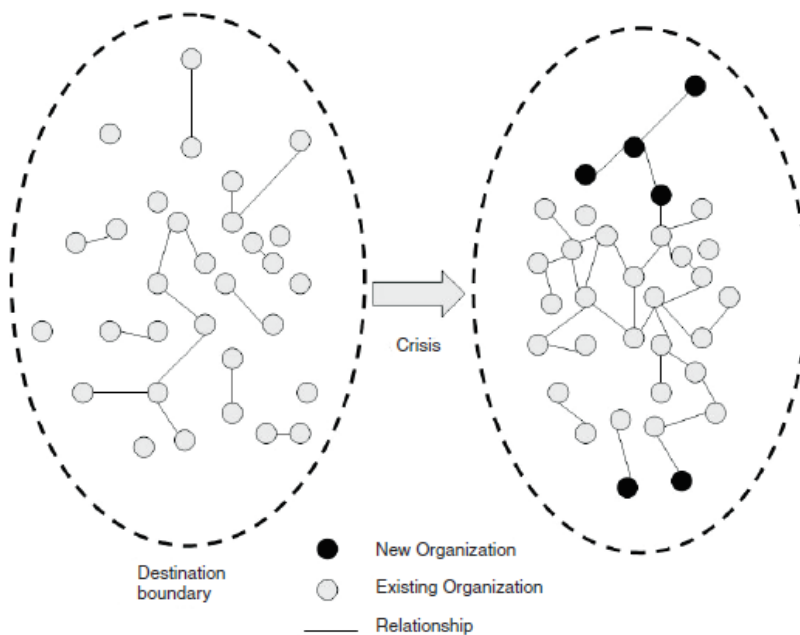 Crisis
Destination
boundary
New Organization
Existing Organization
Relationship